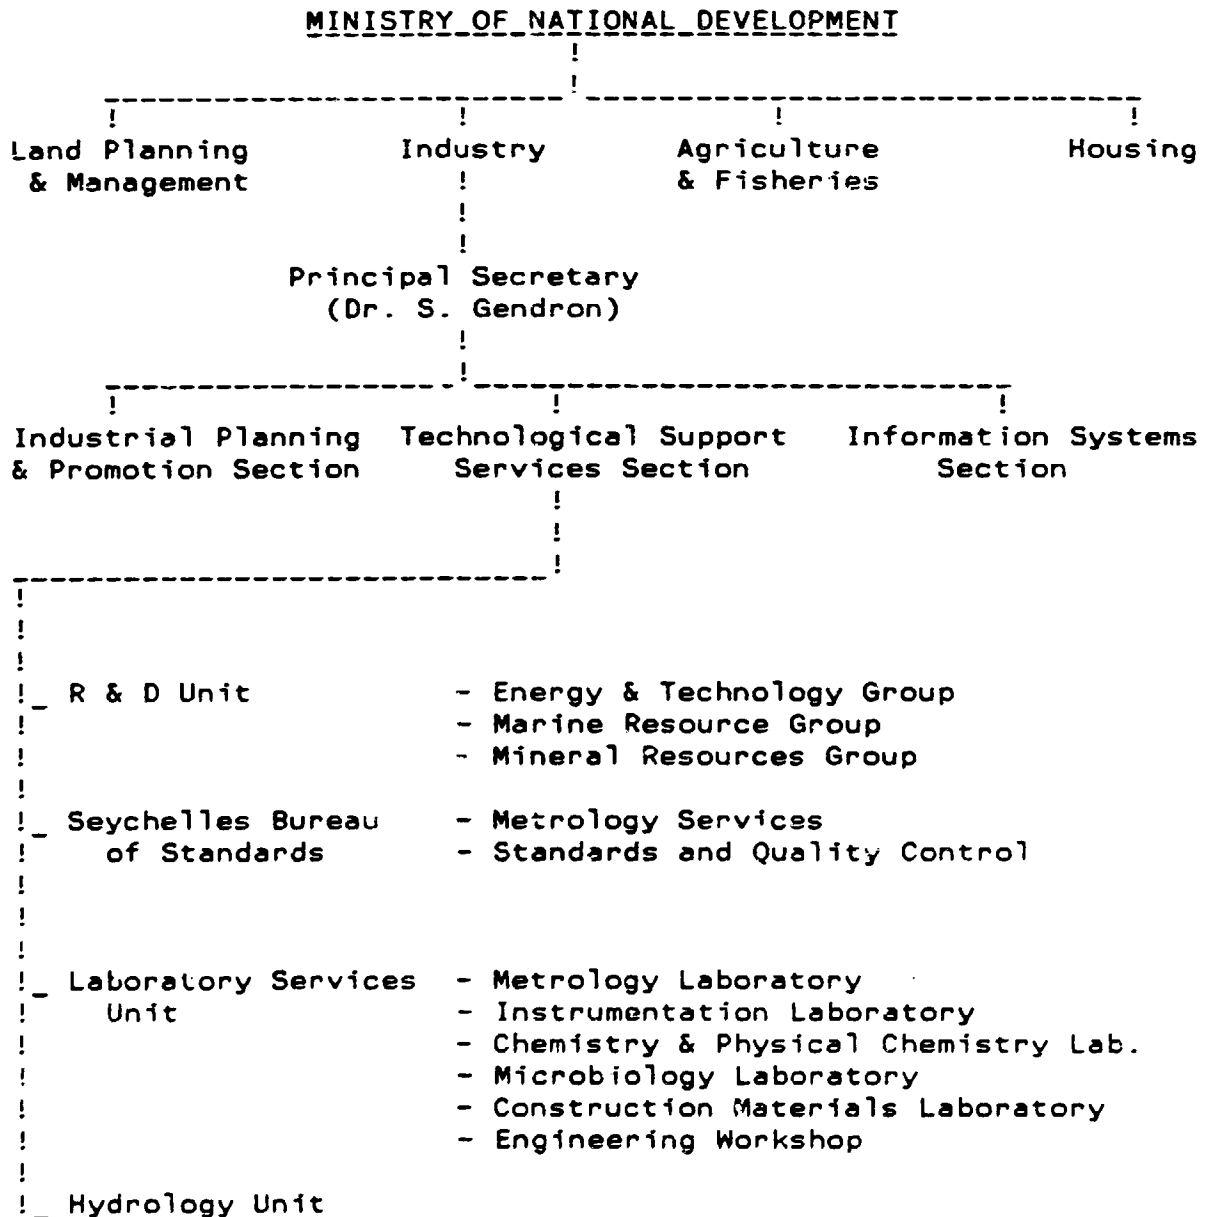 MINISTRY OF NATIONAL DEVELOPMENT
Land Planning Industry Agriculture Housing
& Management & Fisheries
Principal Secretary
(Dr. S. Gendron)
Industrial Planning Technological Support Information Systems
& Promotion Section Services Section Section
R & D Unit - Energy & Technology Group
- Marine Resource Group
- Mineral Resources Group
Seychelles Bureau - Metrology Services
of Standards - Standards and Quality Control
Laboratory Services - Metrology Laboratory
Unit - Instrumentation Laboratory
- Chemistry & Physical Chemistry Lab.
- Microbiology Laboratory
- Construction Materials Laboratory
- Engineering Workshop
Hydrology Unit